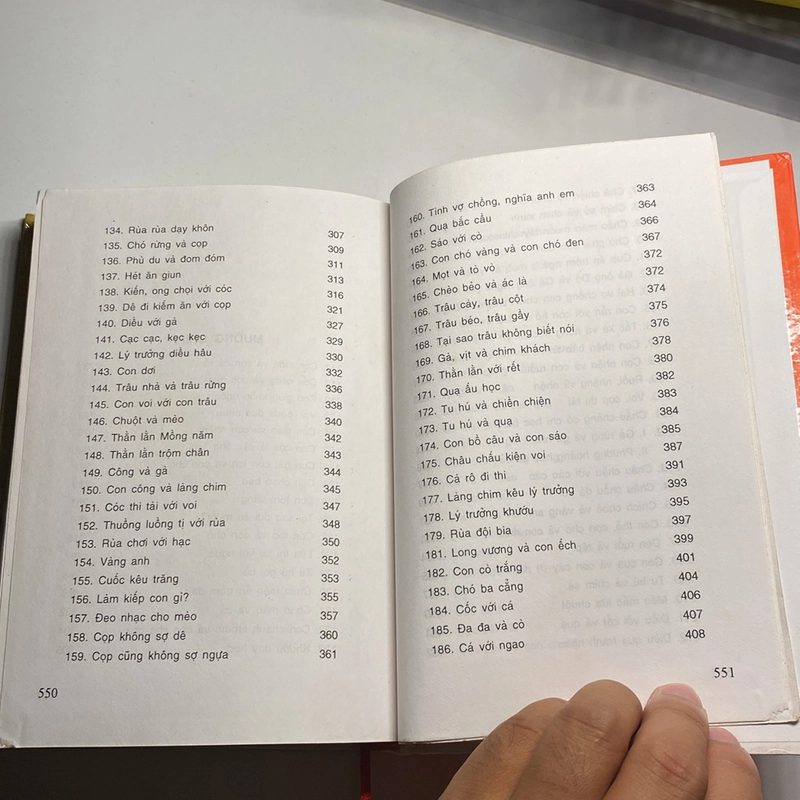 134. Rùa rùa dạy khôn 307
135. Chó rừng và cọp 309
136. Phù du và đom đóm 311
137. Hét ăn giun 313
138. Kiến, ong chọi với cóc 316
139. Dê đi kiếm ăn với cọp 321
140. Diều với gà 327
141. Cạc cạc, kẹc kẹc 329
142. Lý trưởng diều hâu 330
143. Con dơi 332
144. Trâu nhà và trâu rừng 336
145. Con voi với con trâu 338
146. Chuột và mèo 340
147. Thằn lằn Mồng năm 342
148. Thằn lằn trộm chân 343
149. Công và gà 344
150. Con công và làng chim 345
151. Cóc thi tài với voi 347
152. Thuồng luồng tị với rùa 348
153. Rùa chơi với hạc 350
154. Vàng anh 352
155. Cuốc kêu trăng 353
156. Làm kiếp con gì? 355
157. Đeo nhạc cho mèo 357
158. Cọp không sợ dê 360
159. Cọp cũng không sợ ngựa 361
550
160. Tình vợ chồng, nghĩa anh em 363
161. Quạ bắc cầu 364
162. Sáo với cò 366
163. Con chó vàng và con chó đen 367
164. Mọt và tò vò 372
165. Chèo bẻo và ác là 372
166. Trâu cày, trâu cột 374
167. Trâu béo, trâu gầy 375
168. Tại sao trâu không biết nói 376
169. Gà, vịt và chim khách 378
170. Thằn lằn với rết 380
171. Quạ ấu học 382
172. Tu hú và chiền chiện 383
173. Tu hú và quạ 384
174. Con bồ câu và con sáo 385
175. Châu chấu kiện voi 387
176. Cá rô đi thi 391
177. Làng chim kêu lý trưởng 393
178. Lý trưởng khướu 395
179. Rùa đội bia 397
181. Long vương và con ếch 399
182. Con cò trắng 401
183. Chó ba cẳng 404
184. Cốc với cá 406
185. Đa đa và cò 407
186. Cá với ngao 408
551